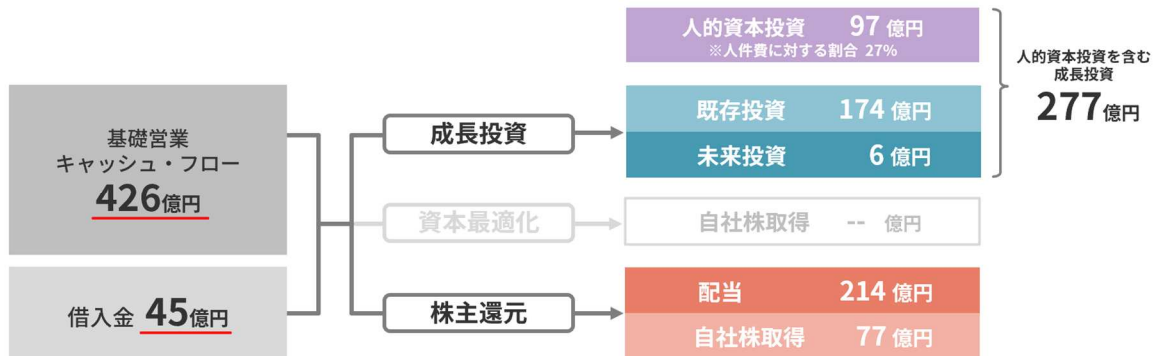 人的資本投資 97 億円
※人件費に対する割合 27%
人的資本投資を含む
成長投資
277億円
基礎営業
キャッシュ・フロー
426億円
成長投資
既存投資 174 億円
未来投資 6 億円
資本最適化
自社株取得 -- 億円
借入金 45億円
株主還元
配当 214 億円
自社株取得 77 億円